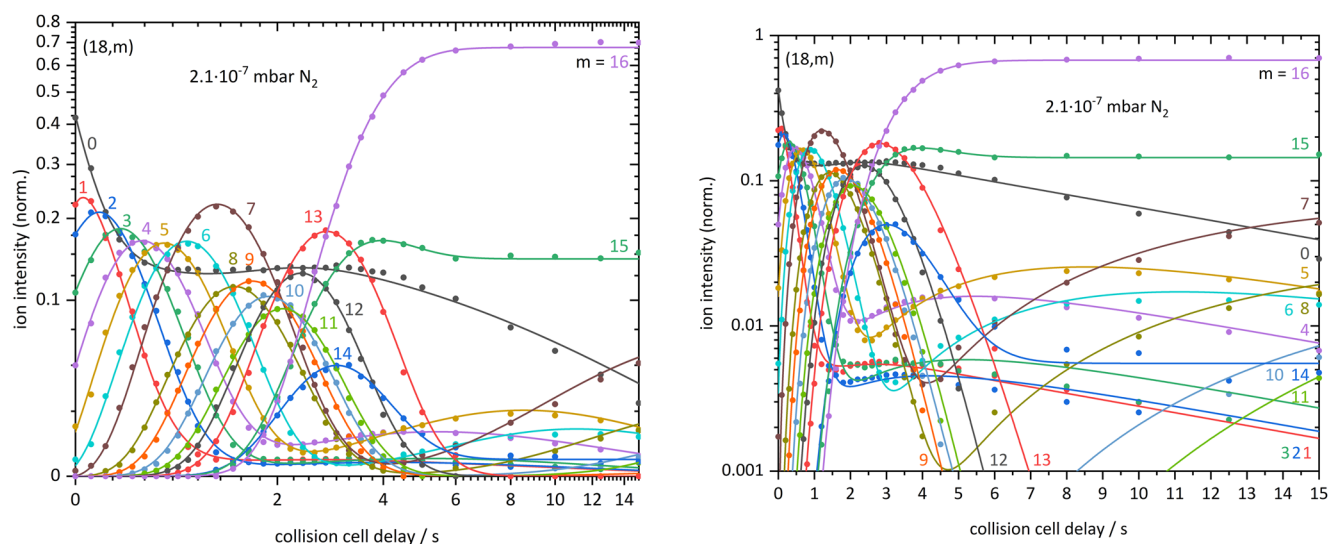 0.8
0.7
0.6
0.5
0.4
0.3
0.2
0.1
0
ion intensity (norm.)
(18,m)
2.1·10⁻⁷ mbar N₂
m = 16
0
1
2
3
4
5
6
7
8
9
10
11
12
13
14
15
0 2 4 6 8 10 12 14
collision cell delay / s
1
0.1
0.01
0.001
ion intensity (norm.)
(18,m)
m = 16
2.1·10⁻⁷ mbar N₂
15
7
0
5
6 8
4
10 14
11
3 2 1
9 12 13
0 1 2 3 4 5 6 7 8 9 10 11 12 13 14 15
collision cell delay / s